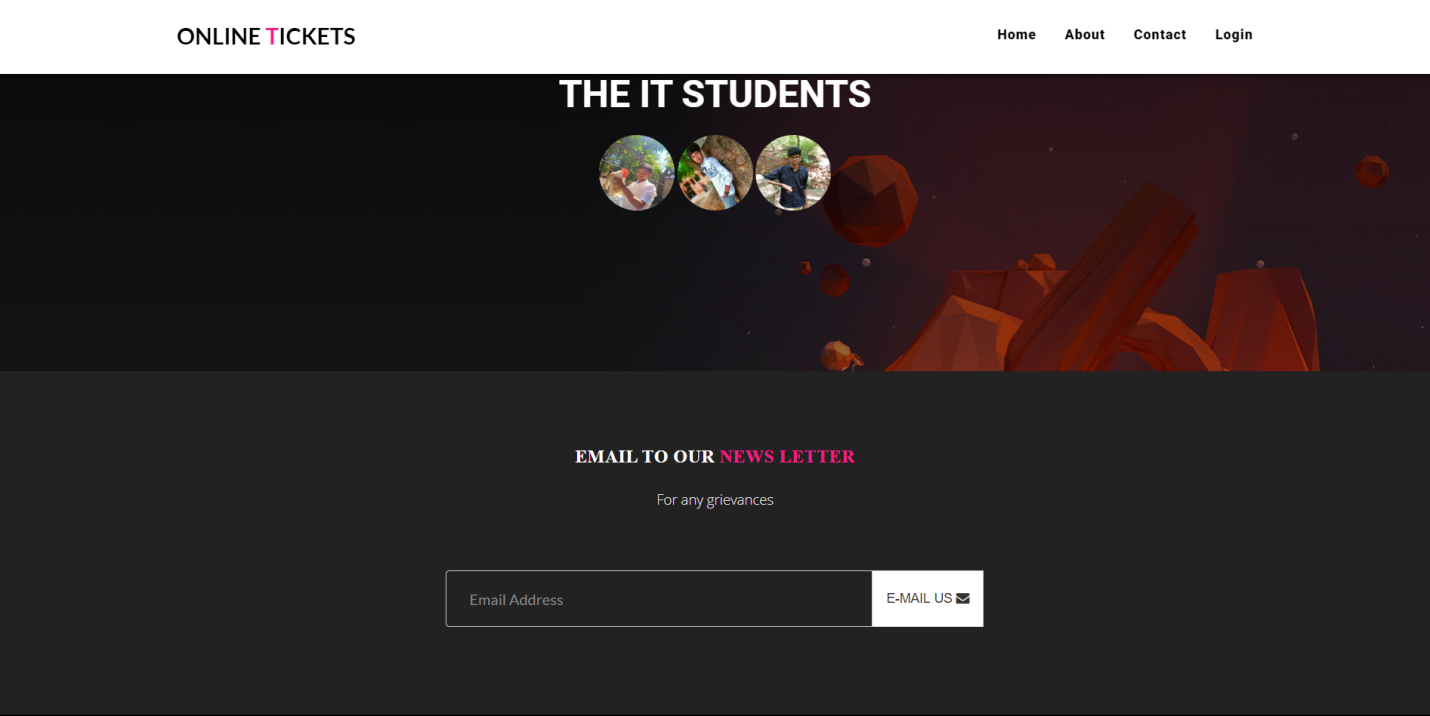 ONLINE TICKETS
Home About Contact Login
THE IT STUDENTS
EMAIL TO OUR NEWS LETTER
For any grievances
Email Address
E-MAIL US